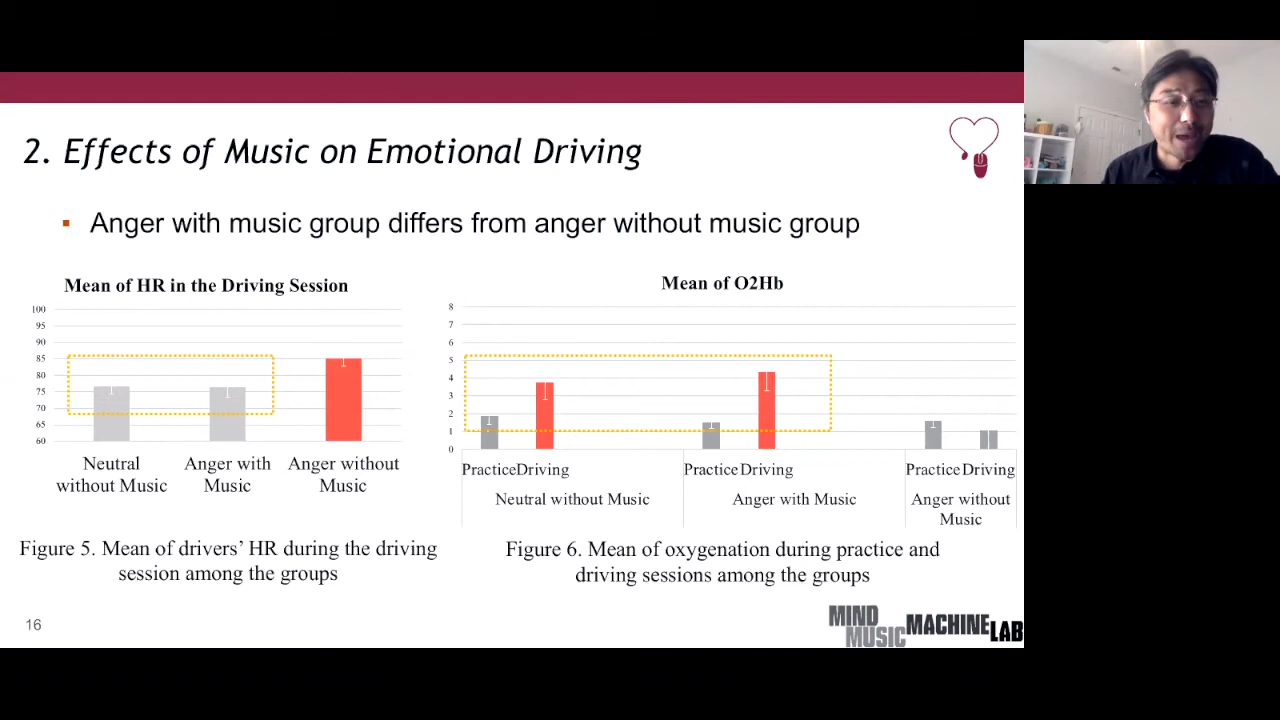 2. Effects of Music on Emotional Driving
Anger with music group differs from anger without music group
Mean of HR in the Driving Session
100
95
90
85
80
75
70
65
60
Neutral
without Music
Anger with
Music
Anger without
Music
Figure 5. Mean of drivers’ HR during the driving
session among the groups
Mean of O2Hb
8
7
6
5
4
3
2
1
0
Practice Driving
Neutral without Music
Practice Driving
Anger with Music
Practice Driving
Anger without
Music
Figure 6. Mean of oxygenation during practice and
driving sessions among the groups
16
MIND
MUSIC MACHINE LAB